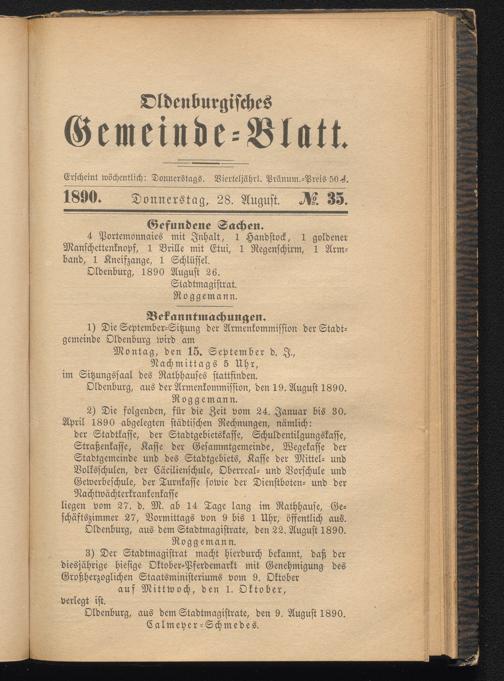 Oldenburgisches
Gemeinde-Blatt.
Erscheint wöchentlich: Donnerstags. Vierteljährl. Pränum.-Preis 50 ₰.
1890. Donnerstag, 28. August. № 35.
Gefundene Sachen.
4 Portemonnaies mit Inhalt, 1 Handstock, 1 goldener
Manschettenknopf, 1 Brille mit Etui, 1 Regenschirm, 1 Arm-
band, 1 Kneifzange, 1 Schlüssel.
Oldenburg, 1890 August 26.
Stadtmagistrat.
Roggemann.
Bekanntmachungen.
1) Die September-Sitzung der Armenkommission der Stadt-
gemeinde Oldenburg wird am
Montag, den 15. September d. J.,
Nachmittags 5 Uhr,
im Sitzungssaal des Rathhauses stattfinden.
Oldenburg, aus der Armenkommission, den 19. August 1890.
Roggemann.
2) Die folgenden, für die Zeit vom 24. Januar bis 30.
April 1890 abgelegten städtischen Rechnungen, nämlich:
der Stadtkasse, der Stadtgebietskasse, Schuldentilgungskasse,
Straßenkasse, Kasse der Gesammtgemeinde, Wegekasse der
Stadtgemeinde und des Stadtgebiets, Kasse der Mittel- und
Volksschulen, der Cäcilienschule, Oberreal- und Vorschule und
Gewerbeschule, der Turnkasse sowie der Dienstboten- und der
Nachtwächterkrankenkasse
liegen vom 27. d. M. ab 14 Tage lang im Rathhause, Ge-
schäftszimmer 27, Vormittags von 9 bis 1 Uhr, öffentlich aus.
Oldenburg, aus dem Stadtmagistrate, den 22. August 1890.
Roggemann.
3) Der Stadtmagistrat macht hierdurch bekannt, daß der
diesjährige hiesige Oktober-Pferdemarkt mit Genehmigung des
Großherzoglichen Staatsministeriums vom 9. Oktober
auf Mittwoch, den 1. Oktober,
verlegt ist.
Oldenburg, aus dem Stadtmagistrate, den 9. August 1890.
Calmeyer-Schmedes.